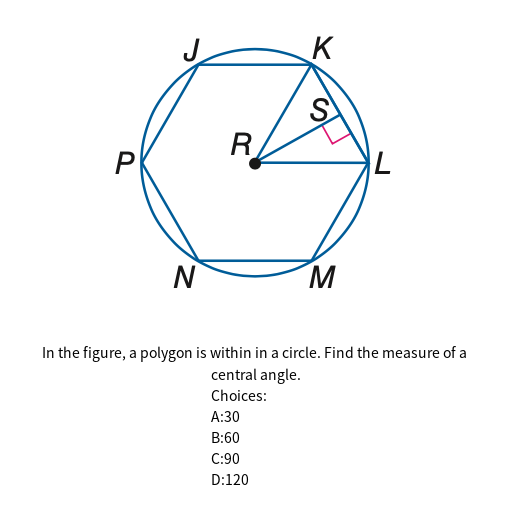 J
K
S
R
P
L
N
M
In the figure, a polygon is within in a circle. Find the measure of a
central angle.
Choices:
A:30
B:60
C:90
D:120